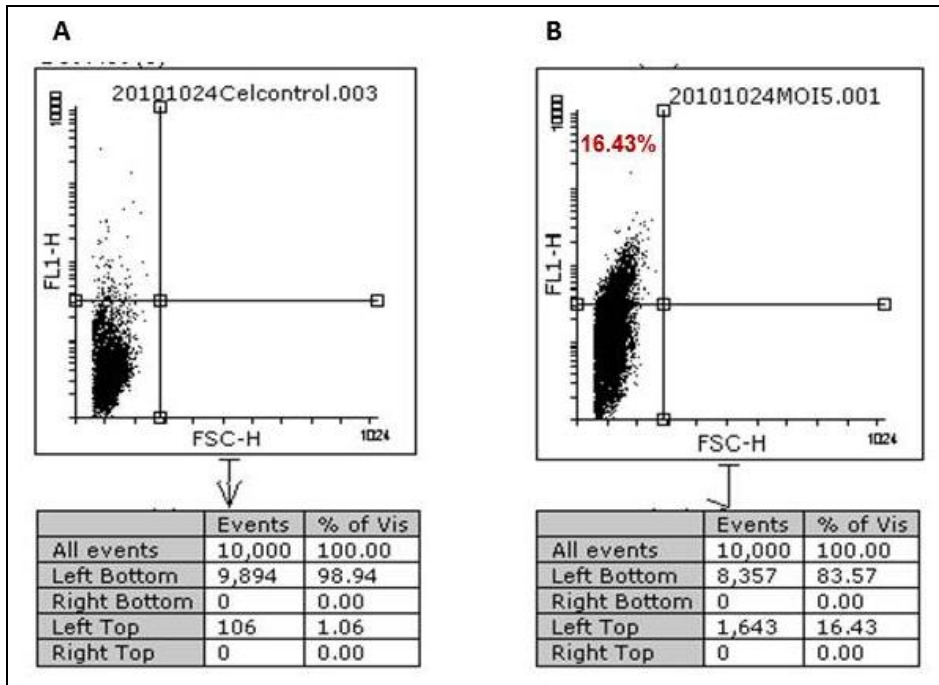 A
B
20101024Celcontrol.003
FL1-H
FSC-H
1024
20101024MOI5.001
16.43%
FL1-H
FSC-H
1024
Events % of Vis
All events 10,000 100.00
Left Bottom 9,894 98.94
Right Bottom 0 0.00
Left Top 106 1.06
Right Top 0 0.00
Events % of Vis
All events 10,000 100.00
Left Bottom 8,357 83.57
Right Bottom 0 0.00
Left Top 1,643 16.43
Right Top 0 0.00